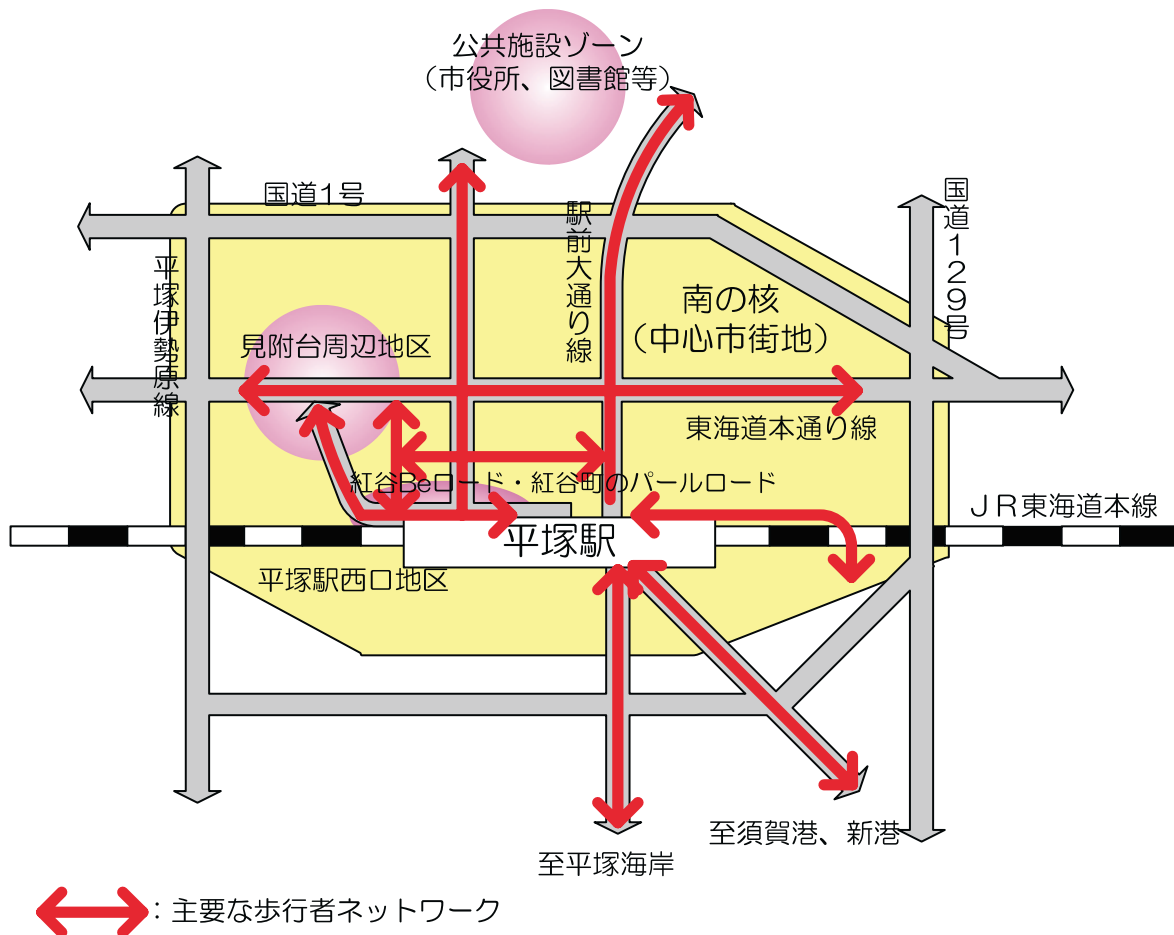 公共施設ゾーン
（市役所、図書館等）
国道1号
国道129号
駅前大通り線
平塚伊勢原線
南の核
（中心市街地）
見附台周辺地区
東海道本通り線
紅谷Beロード・紅谷町のパールロード
ＪＲ東海道本線
平塚駅
平塚駅西口地区
至須賀港、新港
至平塚海岸
：主要な歩行者ネットワーク